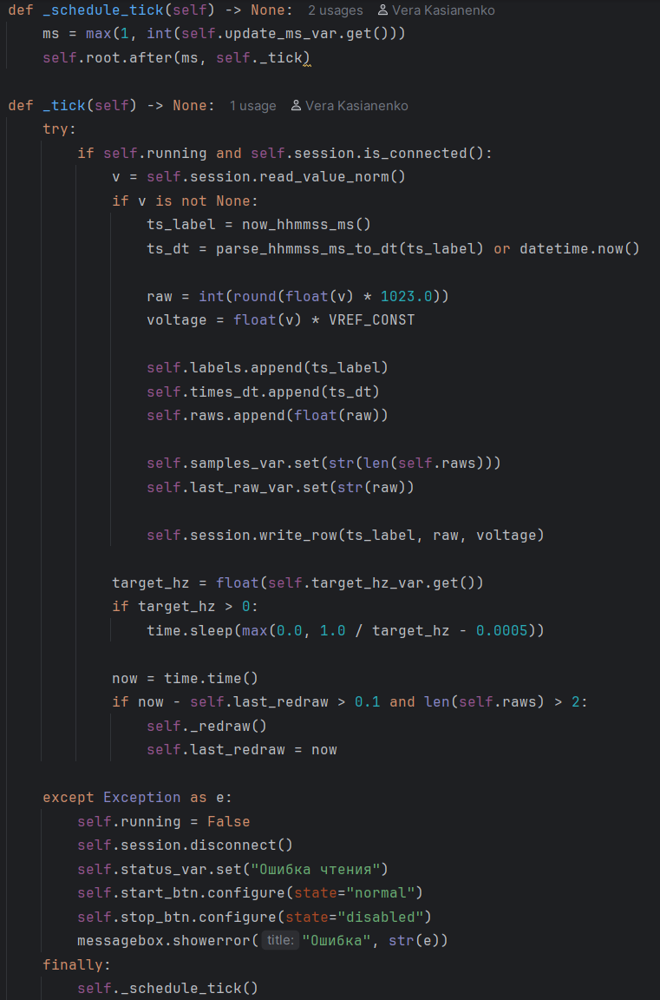 def _schedule_tick(self) -> None:  2 usages  Vera Kasianenko
    ms = max(1, int(self.update_ms_var.get()))
    self.root.after(ms, self._tick)

def _tick(self) -> None:  1 usage  Vera Kasianenko
    try:
        if self.running and self.session.is_connected():
            v = self.session.read_value_norm()
            if v is not None:
                ts_label = now_hhmmss_ms()
                ts_dt = parse_hhmmss_ms_to_dt(ts_label) or datetime.now()

                raw = int(round(float(v) * 1023.0))
                voltage = float(v) * VREF_CONST

                self.labels.append(ts_label)
                self.times_dt.append(ts_dt)
                self.raws.append(float(raw))

                self.samples_var.set(str(len(self.raws)))
                self.last_raw_var.set(str(raw))

                self.session.write_row(ts_label, raw, voltage)

            target_hz = float(self.target_hz_var.get())
            if target_hz > 0:
                time.sleep(max(0.0, 1.0 / target_hz - 0.0005))

            now = time.time()
            if now - self.last_redraw > 0.1 and len(self.raws) > 2:
                self._redraw()
                self.last_redraw = now

    except Exception as e:
        self.running = False
        self.session.disconnect()
        self.status_var.set("Ошибка чтения")
        self.start_btn.configure(state="normal")
        self.stop_btn.configure(state="disabled")
        messagebox.showerror( title: "Ошибка", str(e))
    finally:
        self._schedule_tick()